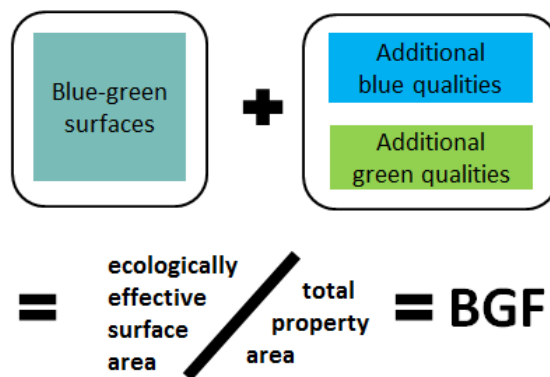 Blue-green
surfaces
+
Additional
blue qualities
Additional
green qualities
=
ecologically
effective
surface
area
/
total
property
area
= BGF